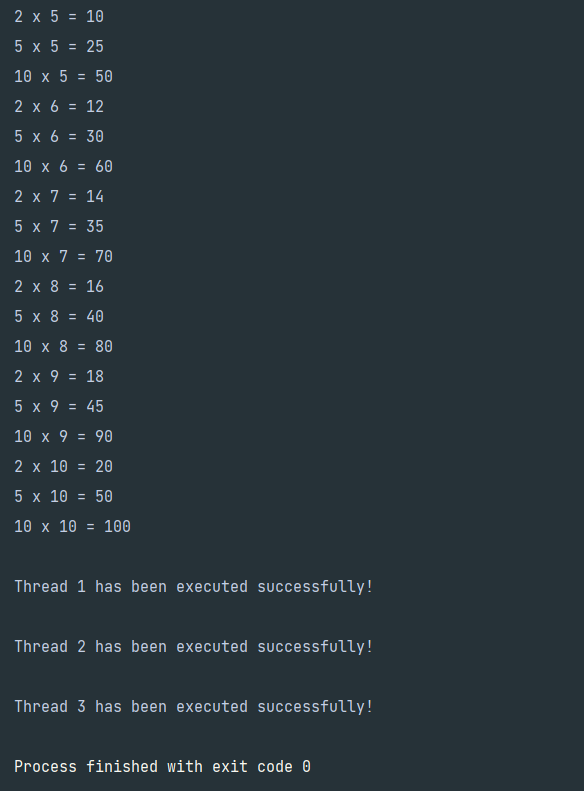 2 x 5 = 10
5 x 5 = 25
10 x 5 = 50
2 x 6 = 12
5 x 6 = 30
10 x 6 = 60
2 x 7 = 14
5 x 7 = 35
10 x 7 = 70
2 x 8 = 16
5 x 8 = 40
10 x 8 = 80
2 x 9 = 18
5 x 9 = 45
10 x 9 = 90
2 x 10 = 20
5 x 10 = 50
10 x 10 = 100
Thread 1 has been executed successfully!
Thread 2 has been executed successfully!
Thread 3 has been executed successfully!
Process finished with exit code 0